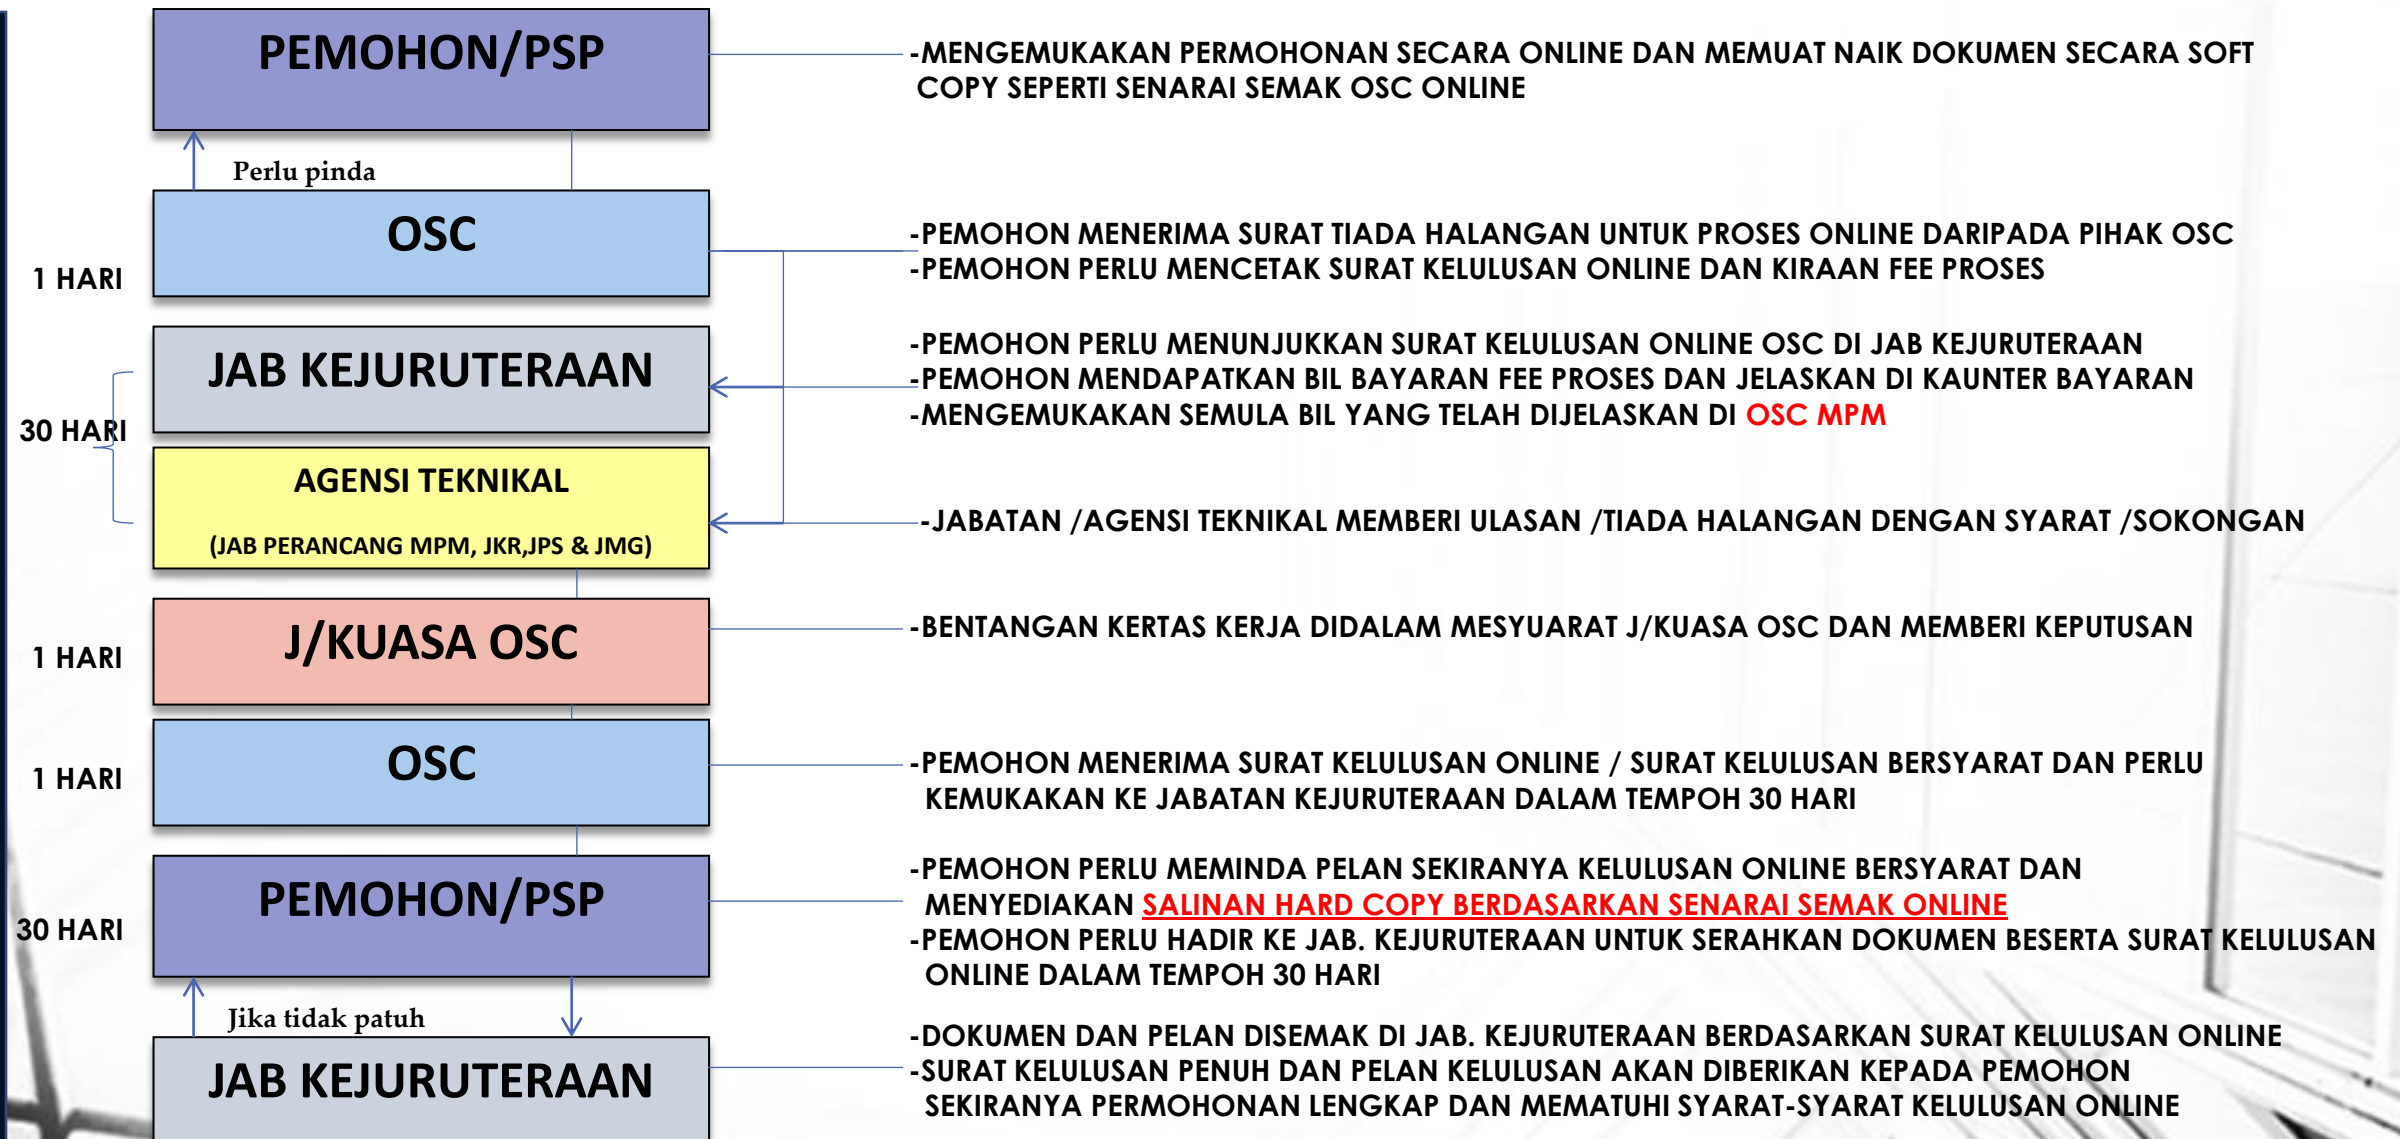 PEMOHON/PSP
-MENGEMUKAKAN PERMOHONAN SECARA ONLINE DAN MEMUAT NAIK DOKUMEN SECARA SOFT
COPY SEPERTI SENARAI SEMAK OSC ONLINE
Perlu pinda
1 HARI
OSC
-PEMOHON MENERIMA SURAT TIADA HALANGAN UNTUK PROSES ONLINE DARIPADA PIHAK OSC
-PEMOHON PERLU MENCETAK SURAT KELULUSAN ONLINE DAN KIRAAN FEE PROSES
30 HARI
JAB KEJURUTERAAN
-PEMOHON PERLU MENUNJUKKAN SURAT KELULUSAN ONLINE OSC DI JAB KEJURUTERAAN
-PEMOHON MENDAPATKAN BIL BAYARAN FEE PROSES DAN JELASKAN DI KAUNTER BAYARAN
-MENGEMUKAKAN SEMULA BIL YANG TELAH DIJELASKAN DI OSC MPM
AGENSI TEKNIKAL
(JAB PERANCANG MPM, JKR,JPS & JMG)
-JABATAN /AGENSI TEKNIKAL MEMBERI ULASAN /TIADA HALANGAN DENGAN SYARAT /SOKONGAN
1 HARI
J/KUASA OSC
-BENTANGAN KERTAS KERJA DIDALAM MESYUARAT J/KUASA OSC DAN MEMBERI KEPUTUSAN
1 HARI
OSC
-PEMOHON MENERIMA SURAT KELULUSAN ONLINE / SURAT KELULUSAN BERSYARAT DAN PERLU
KEMUKAKAN KE JABATAN KEJURUTERAAN DALAM TEMPOH 30 HARI
30 HARI
PEMOHON/PSP
-PEMOHON PERLU MEMINDA PELAN SEKIRANYA KELULUSAN ONLINE BERSYARAT DAN
MENYEDIAKAN SALINAN HARD COPY BERDASARKAN SENARAI SEMAK ONLINE
-PEMOHON PERLU HADIR KE JAB. KEJURUTERAAN UNTUK SERAHKAN DOKUMEN BESERTA SURAT KELULUSAN
ONLINE DALAM TEMPOH 30 HARI
Jika tidak patuh
JAB KEJURUTERAAN
-DOKUMEN DAN PELAN DISEMAK DI JAB. KEJURUTERAAN BERDASARKAN SURAT KELULUSAN ONLINE
-SURAT KELULUSAN PENUH DAN PELAN KELULUSAN AKAN DIBERIKAN KEPADA PEMOHON
SEKIRANYA PERMOHONAN LENGKAP DAN MEMATUHI SYARAT-SYARAT KELULUSAN ONLINE